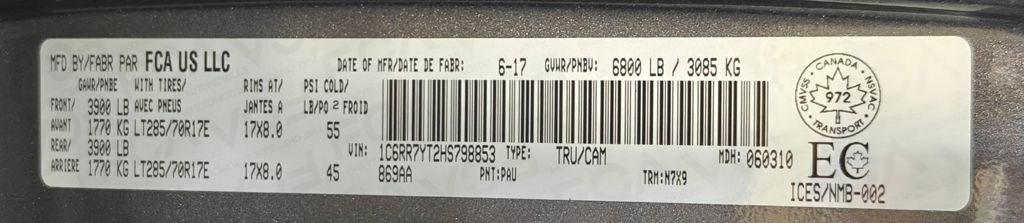 MFD BY/FABR PAR FCA US LLC DATE OF MFR/DATE DE FABR: 6-17 GVWR/PNBV: 6800 LB / 3085 KG
GAWR/PNBE WITH TIRES/ RIMS AT/ PSI COLD/
FRONT/ 3900 LB AVEC PNEUS JANTES A LB/PO² FROID
AVANT 1770 KG LT285/70R17E 17X8.0 55
REAR/ 3900 LB VIN: 1C6RR7YT2HS798853 TYPE: TRU/CAM MDH: 060310
ARRIERE 1770 KG LT285/70R17E 17X8.0 45 869AA PNT:PAU TRM:N7X9
CANADA
CMVSS 972 NSVAC
TRANSPORT
EC
ICES/NMB-002